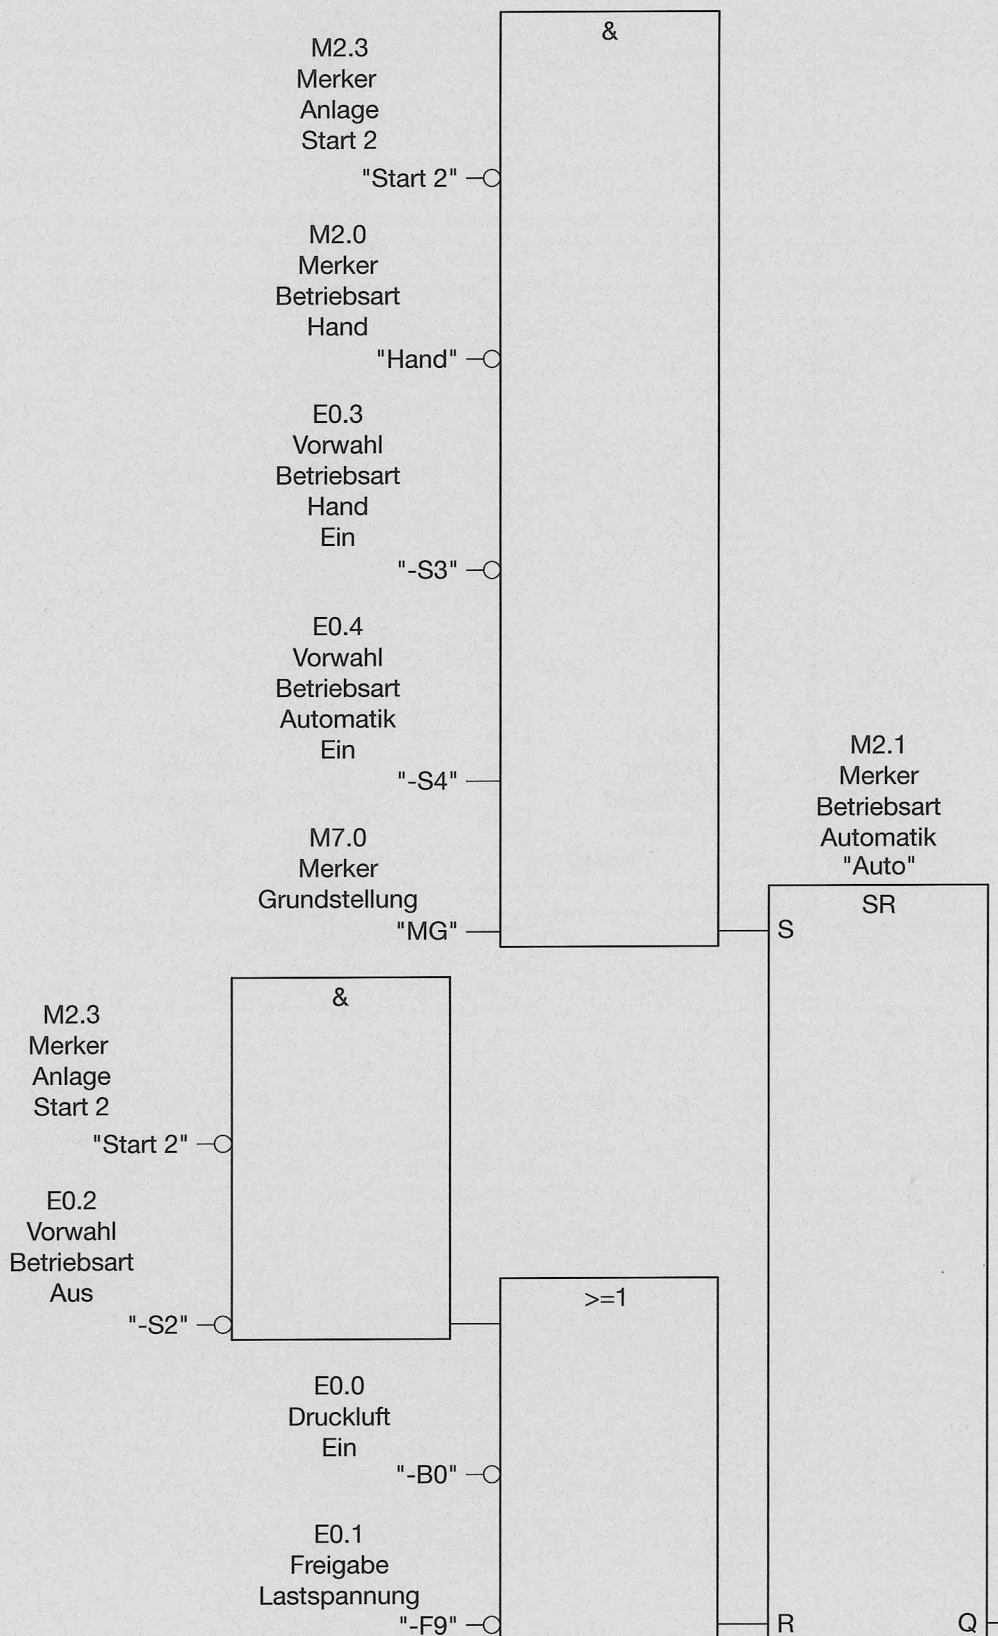 &
M2.3
Merker
Anlage
Start 2
"Start 2"
M2.0
Merker
Betriebsart
Hand
"Hand"
E0.3
Vorwahl
Betriebsart
Hand
Ein
"-S3"
E0.4
Vorwahl
Betriebsart
Automatik
Ein
"-S4"
M7.0
Merker
Grundstellung
"MG"
M2.1
Merker
Betriebsart
Automatik
"Auto"
SR
S
&
M2.3
Merker
Anlage
Start 2
"Start 2"
E0.2
Vorwahl
Betriebsart
Aus
"-S2"
>=1
E0.0
Druckluft
Ein
"-B0"
E0.1
Freigabe
Lastspannung
"-F9"
R
Q